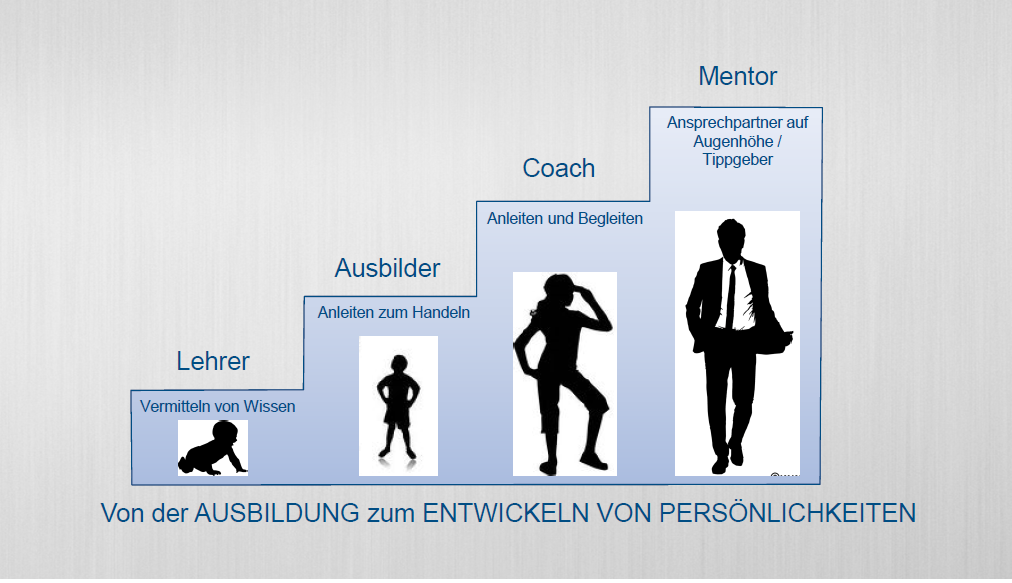 Mentor
Ansprechpartner auf
Augenhöhe /
Tippgeber
Coach
Anleiten und Begleiten
Ausbilder
Anleiten zum Handeln
Lehrer
Vermitteln von Wissen
Von der AUSBILDUNG zum ENTWICKELN VON PERSÖNLICHKEITEN